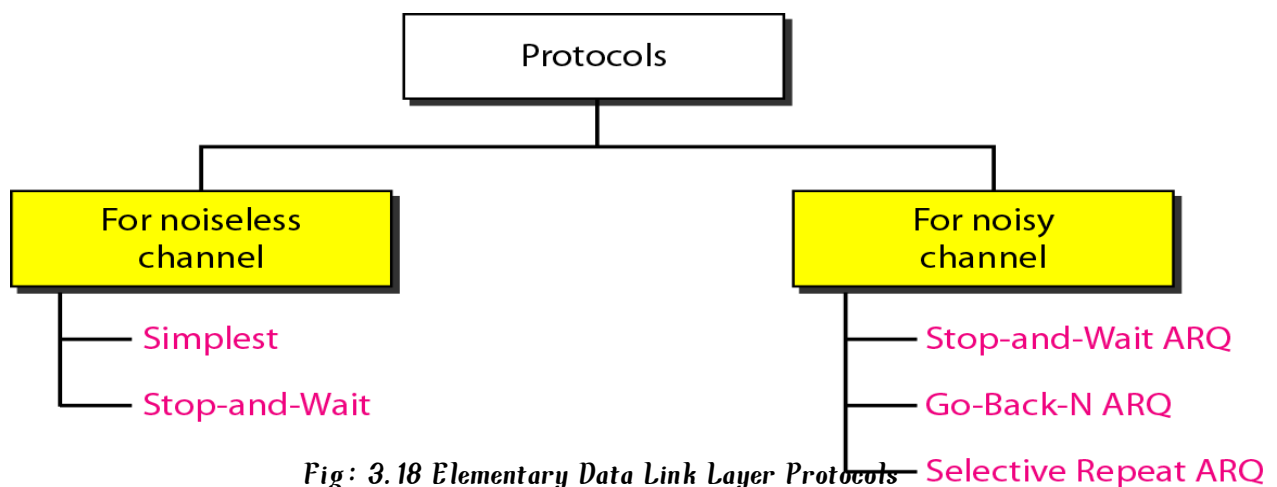 Protocols
For noiseless
channel
For noisy
channel
Simplest
Stop-and-Wait
Stop-and-Wait ARQ
Go-Back-N ARQ
Selective Repeat ARQ
Fig: 3.18 Elementary Data Link Layer Protocols